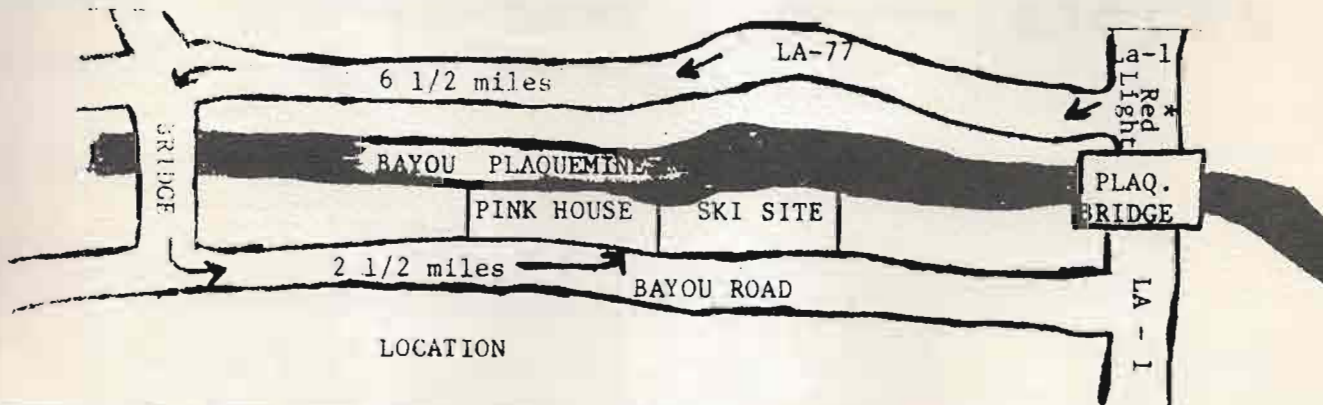 La-1
LA-77
Red
Light
*
6 1/2 miles
BRIDGE
BAYOU PLAQUEMINE
PLAQ.
BRIDGE
PINK HOUSE
SKI SITE
2 1/2 miles
BAYOU ROAD
LA - 1
LOCATION